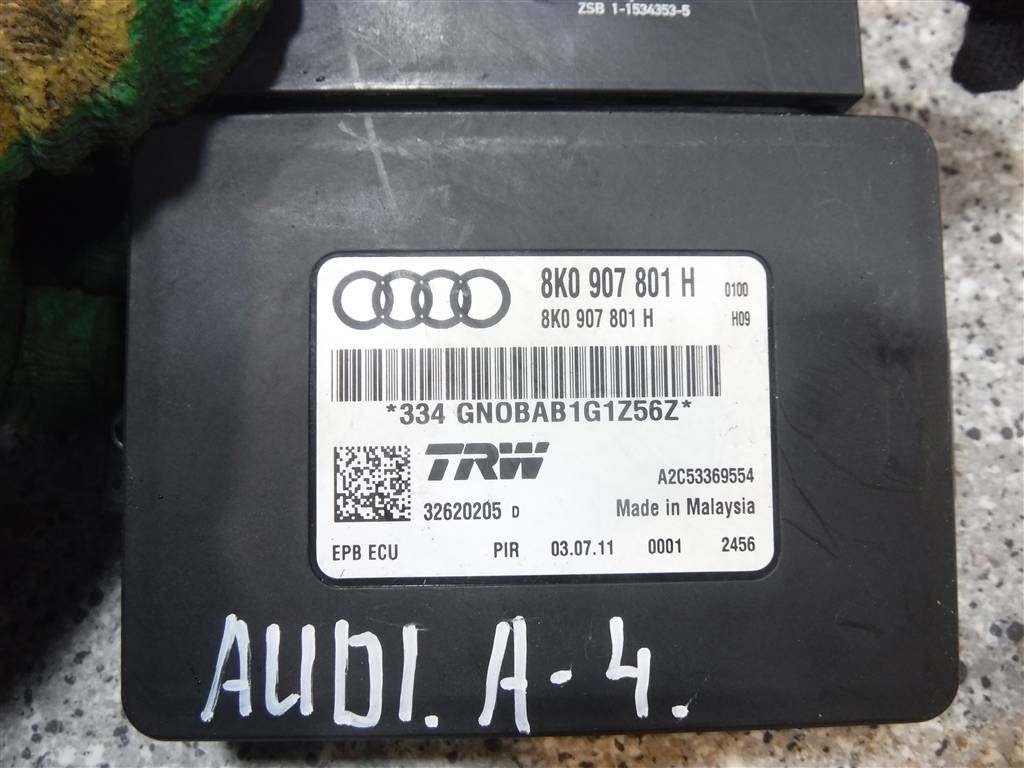 ZSB 1-1534353-5
8K0 907 801 H 0100
8K0 907 801 H H09
*334 GN0BAB1G1Z56Z*
TRW
A2C53369554
32620205 D Made in Malaysia
EPB ECU PIR 03.07.11 0001 2456
AUDI. A-4.